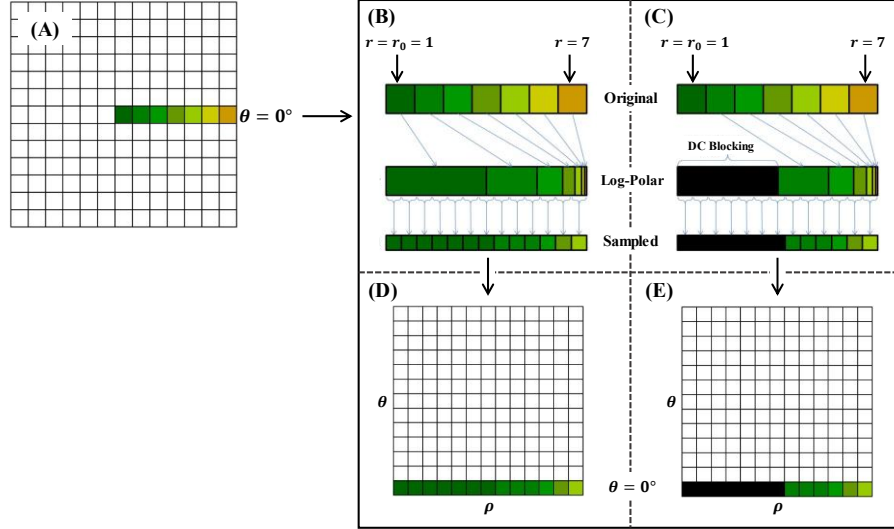 (A)
θ = 0°
(B)
r = r₀ = 1
r = 7
(C)
r = r₀ = 1
r = 7
Original
DC Blocking
Log-Polar
Sampled
(D)
θ
ρ
(E)
θ
θ = 0°
ρ